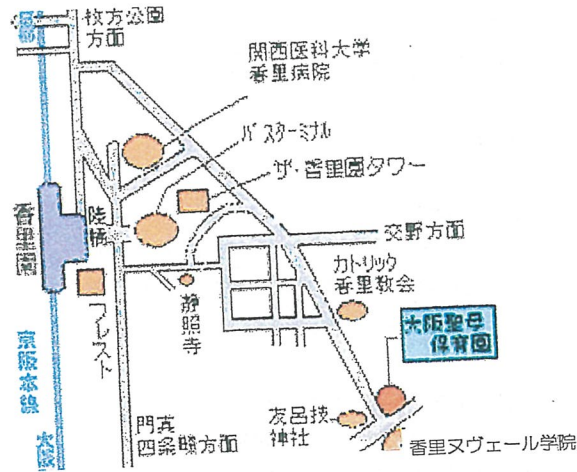 枚方公園
方面
関西医科大学
香里病院
バスターミナル
ザ・香里園タワー
陸橋
香里園
交野方面
カトリック
香里教会
静照寺
フレスト
大阪聖母
保育園
京阪本線
門真
四条畷方面
友呂岐
神社
香里ヌヴェール学院
大阪